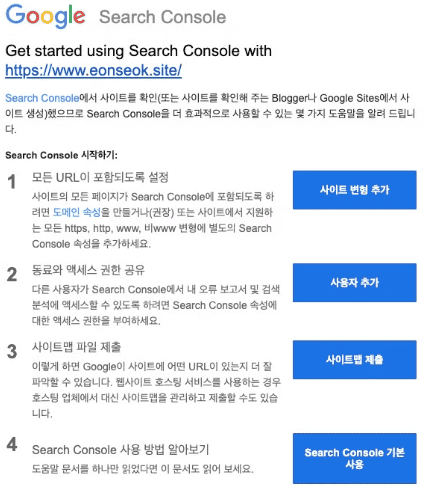 Google Search Console
Get started using Search Console with
https://www.eonseok.site/
Search Console에서 사이트를 확인(또는 사이트를 확인해 주는 Blogger나 Google Sites에서 사
이트 생성)했으므로 Search Console을 더 효과적으로 사용할 수 있는 몇 가지 도움말을 알려 드립니
다.
Search Console 시작하기:
1 모든 URL이 포함되도록 설정
사이트의 모든 페이지가 Search Console에 포함되도록 하
려면 도메인 속성을 만들거나(권장) 또는 사이트에서 지원하
는 모든 https, http, www, 비www 변형에 별도의 Search
Console 속성을 추가하세요.
사이트 변형 추가
2 동료와 액세스 권한 공유
다른 사용자가 Search Console에서 내 오류 보고서 및 검색
분석에 액세스할 수 있도록 하려면 Search Console 속성에
대한 액세스 권한을 부여하세요.
사용자 추가
3 사이트맵 파일 제출
이렇게 하면 Google이 사이트에 어떤 URL이 있는지 더 잘
파악할 수 있습니다. 웹사이트 호스팅 서비스를 사용하는 경우
호스팅 업체에서 대신 사이트맵을 관리하고 제출할 수도 있습
니다.
사이트맵 제출
4 Search Console 사용 방법 알아보기
도움말 문서를 하나만 읽었다면 이 문서도 읽어 보세요.
Search Console 기본
사용